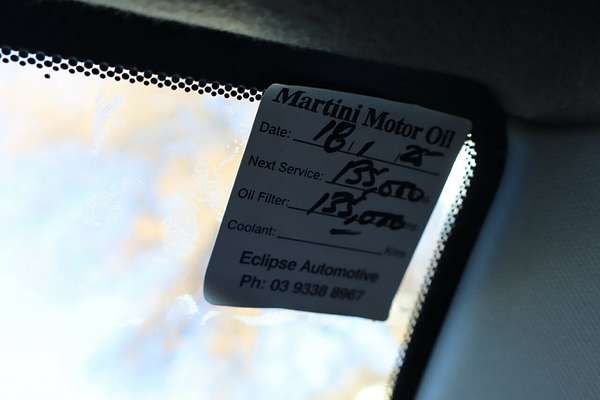 Martini Motor Oil
Date: 18/1/25
Next Service: 135,000
Oil Filter: 135,000
Coolant: Kms
Eclipse Automotive
Ph: 03 9338 8967